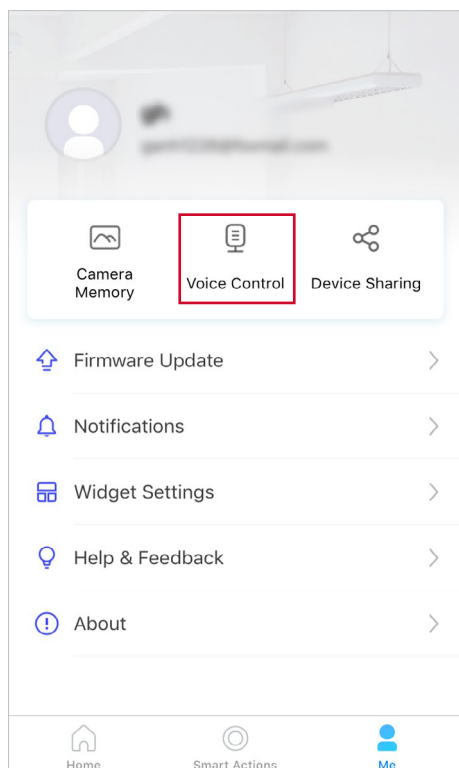 Camera
Memory
Voice Control
Device Sharing
Firmware Update
Notifications
Widget Settings
Help & Feedback
About
Home
Smart Actions
Me